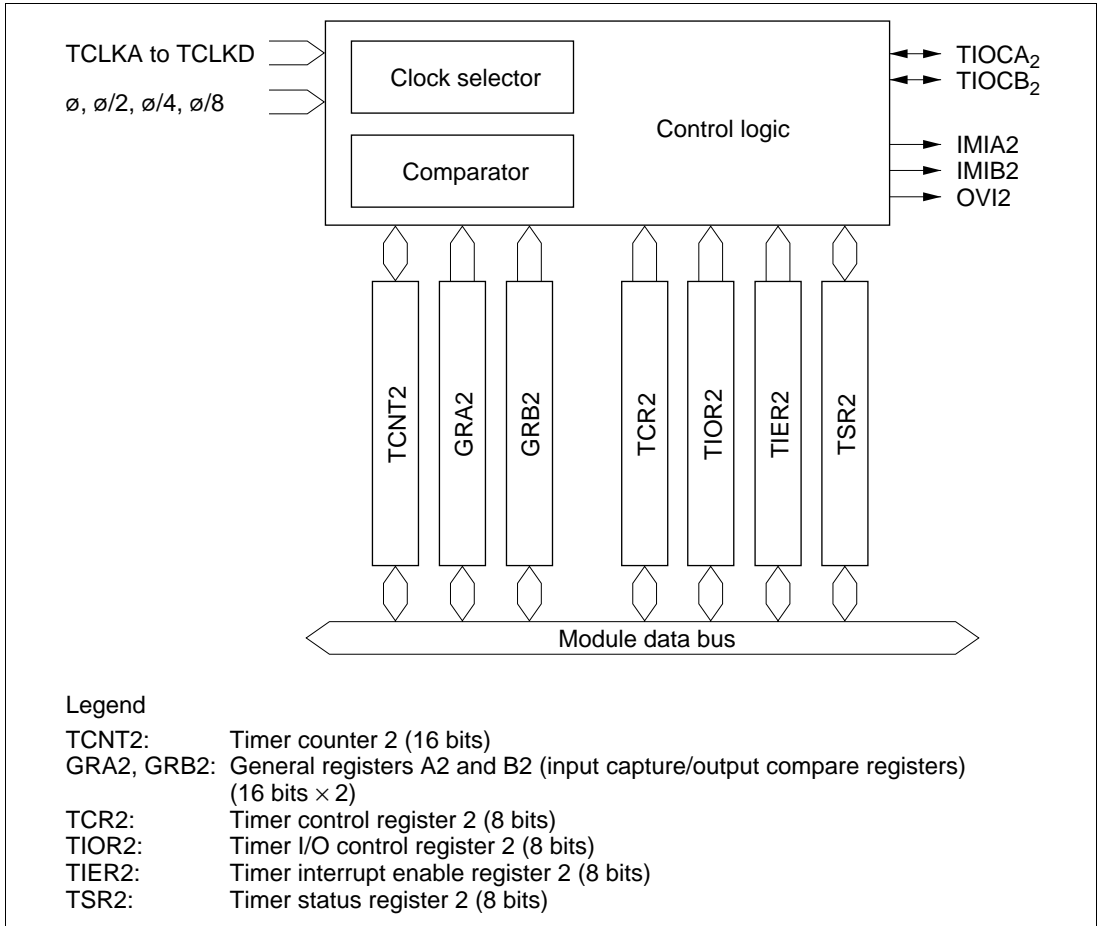 TCLKA to TCLKD
ø, ø/2, ø/4, ø/8
Clock selector
Comparator
Control logic
TIOCA₂
TIOCB₂
IMIA2
IMIB2
OVI2
TCNT2
GRA2
GRB2
TCR2
TIOR2
TIER2
TSR2
Module data bus
Legend
TCNT2: Timer counter 2 (16 bits)
GRA2, GRB2: General registers A2 and B2 (input capture/output compare registers)
(16 bits × 2)
TCR2: Timer control register 2 (8 bits)
TIOR2: Timer I/O control register 2 (8 bits)
TIER2: Timer interrupt enable register 2 (8 bits)
TSR2: Timer status register 2 (8 bits)